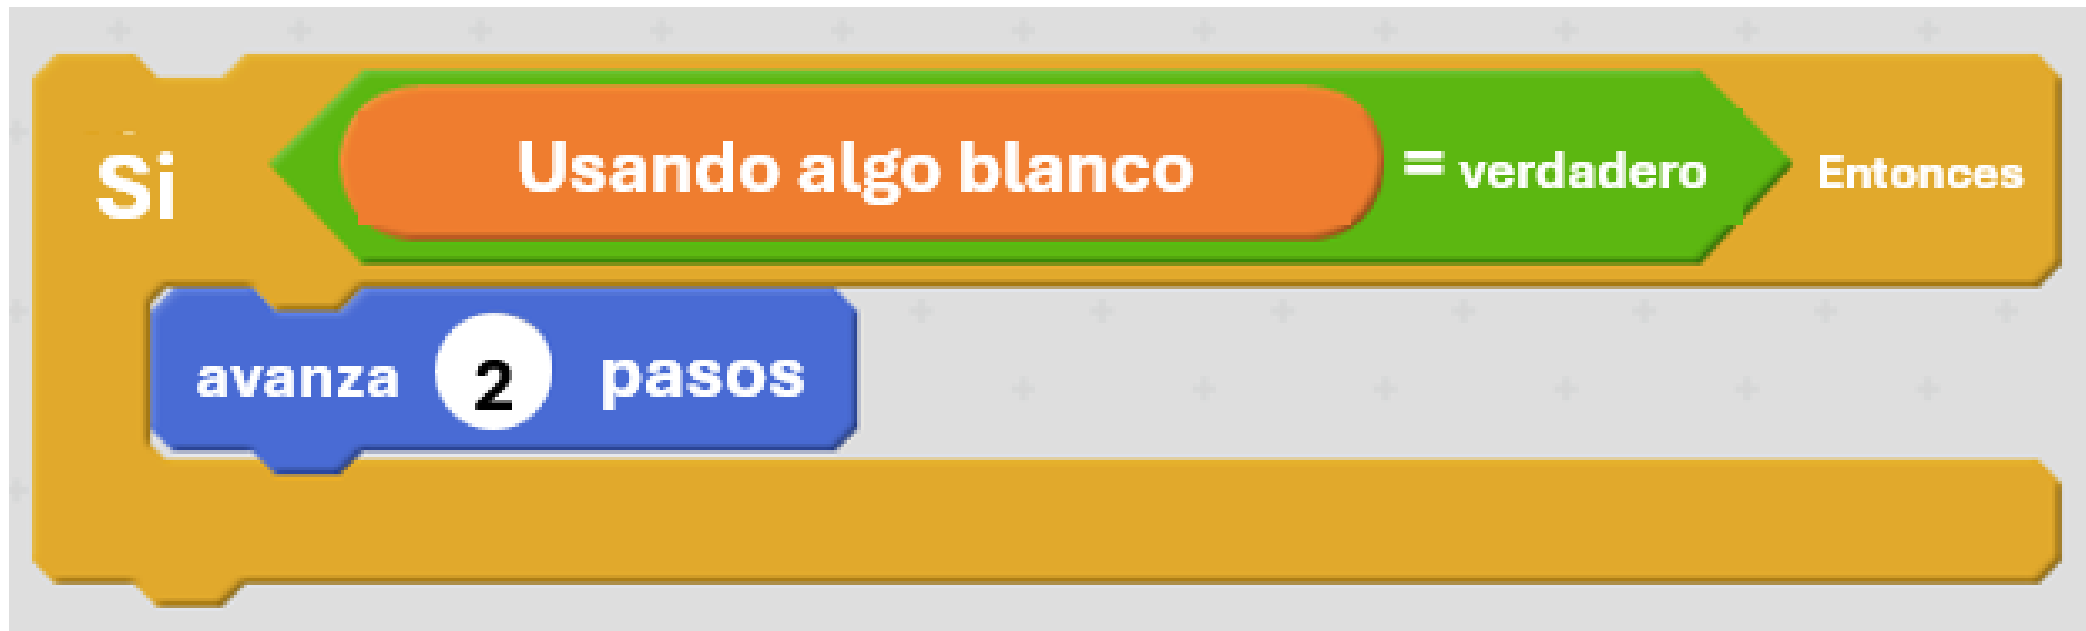 Si Usando algo blanco = verdadero Entonces
avanza 2 pasos